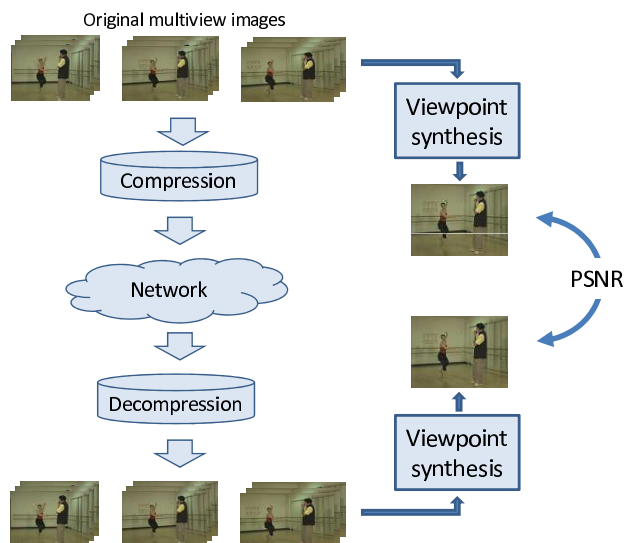 Original multiview images
Viewpoint
synthesis
Compression
Network
PSNR
Decompression
Viewpoint
synthesis